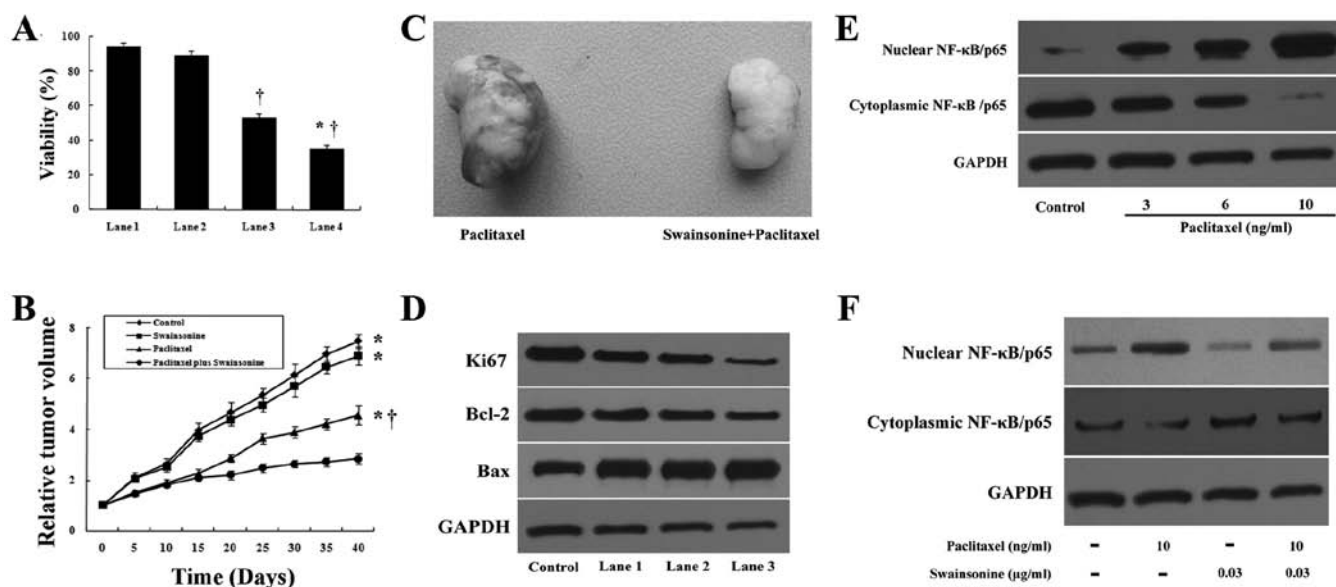 A
100
80
60
40
20
0
Viability (%)
†
* †
Lane 1 Lane 2 Lane 3 Lane 4
B
Relative tumor volume
8
6
4
2
0
Control
Swainsonine
Paclitaxel
Paclitaxel plus Swainsonine
*
*
* †
0 5 10 15 20 25 30 35 40
Time (Days)
C
Paclitaxel Swainsonine+Paclitaxel
D
Ki67
Bcl-2
Bax
GAPDH
Control Lane 1 Lane 2 Lane 3
E
Nuclear NF-κB/p65
Cytoplasmic NF-κB /p65
GAPDH
Control 3 6 10
Paclitaxel (ng/ml)
F
Nuclear NF-κB/p65
Cytoplasmic NF-κB/p65
GAPDH
Paclitaxel (ng/ml) – 10 – 10
Swainsonine (μg/ml) – – 0.03 0.03